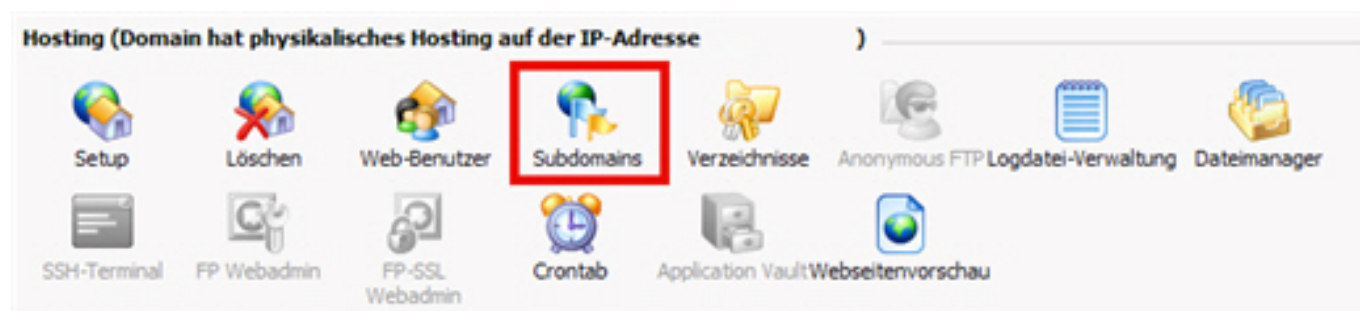 Hosting (Domain hat physikalisches Hosting auf der IP-Adresse )
Setup Löschen Web-Benutzer Subdomains Verzeichnisse Anonymous FTP Logdatei-Verwaltung Dateimanager
SSH-Terminal FP Webadmin FP-SSL Crontab Application Vault Webseitenvorschau
Webadmin